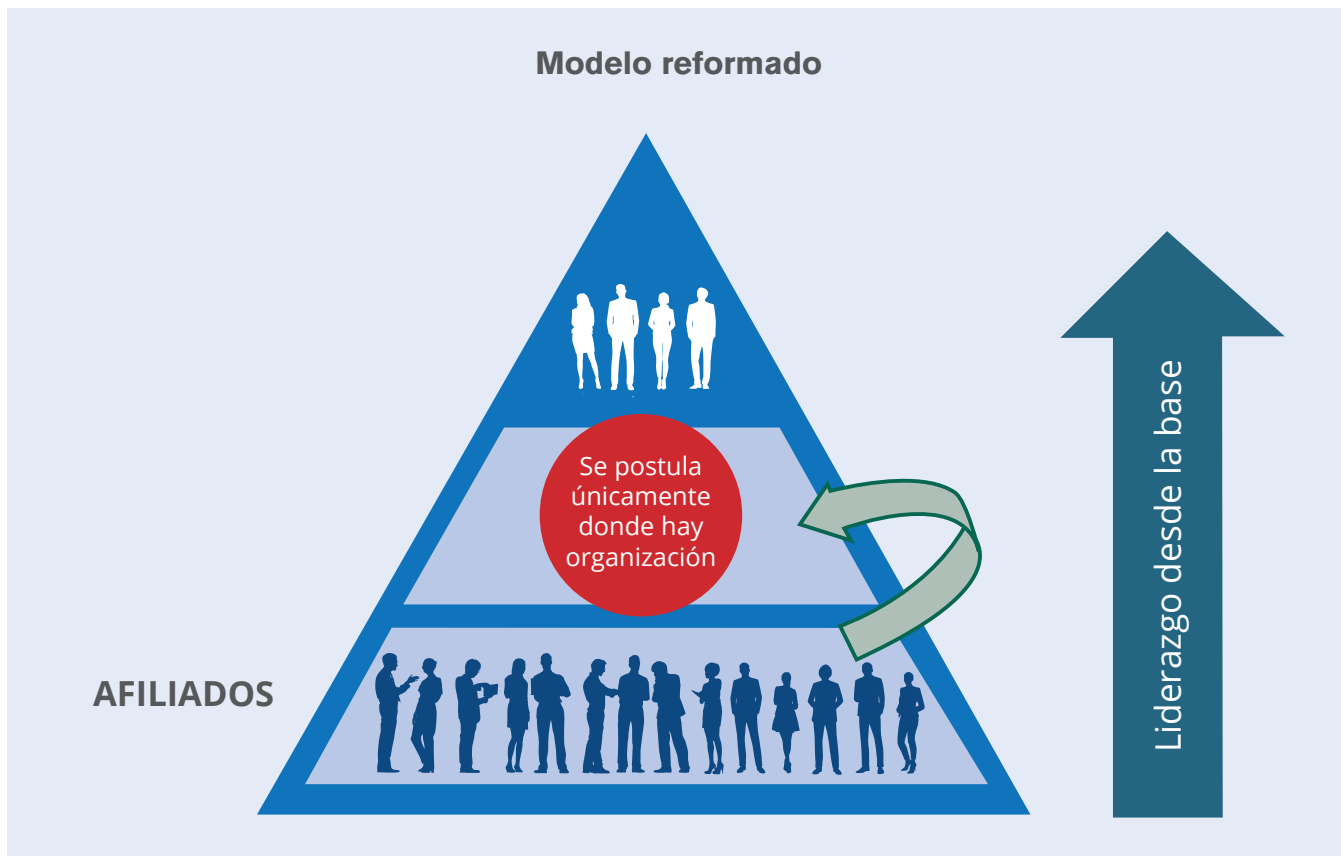 Modelo reformado
Se postula
únicamente
donde hay
organización
Liderazgo desde la base
AFILIADOS